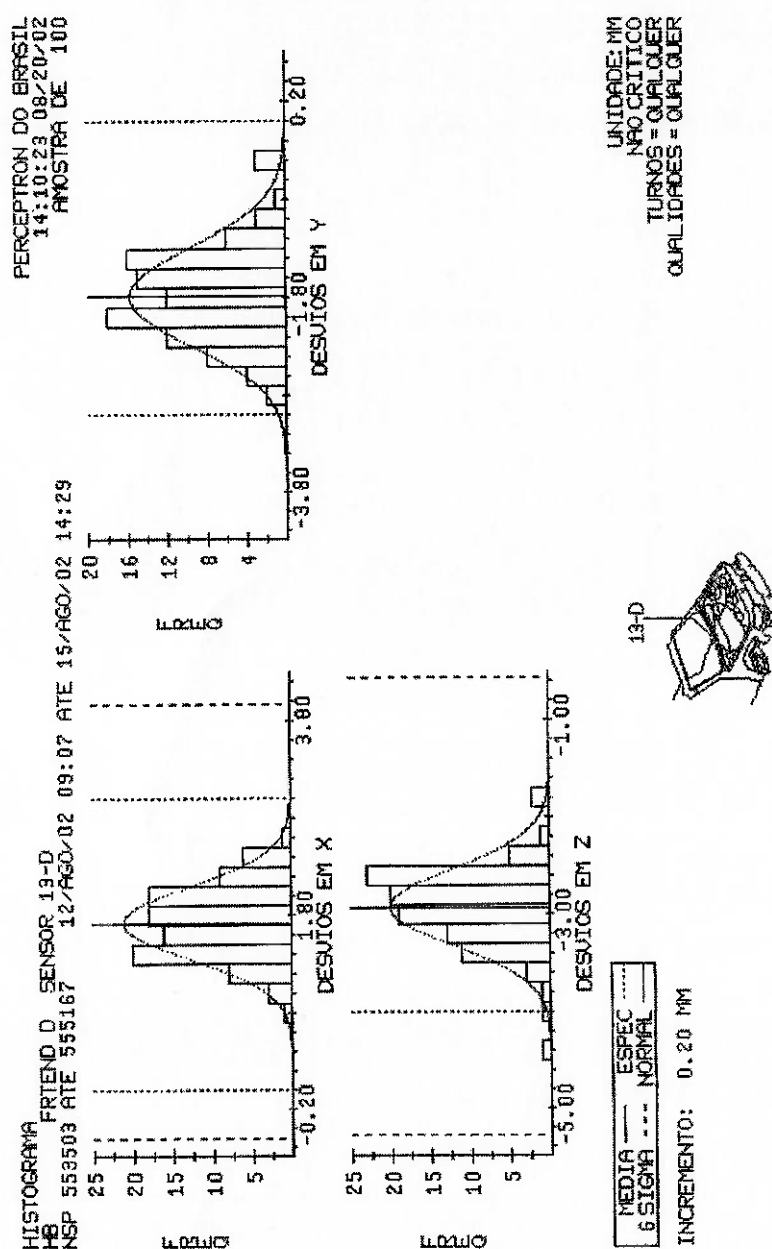 HISTOGRAMA
HB FRTEND D SENSOR 13-D
NSP 553503 ATE 555167 12/AGO/02 09:07 ATE 15/AGO/02 14:29
PERCEPTRON DO BRASIL
14:10:23 08/20/02
AMOSTRA DE 100
FREQ
25
20
15
10
5
-0.20
1.80
3.80
DESVIOS EM X
FREQ
20
16
12
8
4
-3.80
-1.80
0.20
DESVIOS EM Y
FREQ
25
20
15
10
5
-5.00
-3.00
-1.00
DESVIOS EM Z
MEDIA ESPEC
6 SIGMA NORMAL
INCREMENTO: 0.20 MM
13-D
UNIDADE: MM
NAO CRITICO
TURNOS = QUALQUER
QUALIDADES = QUALQUER